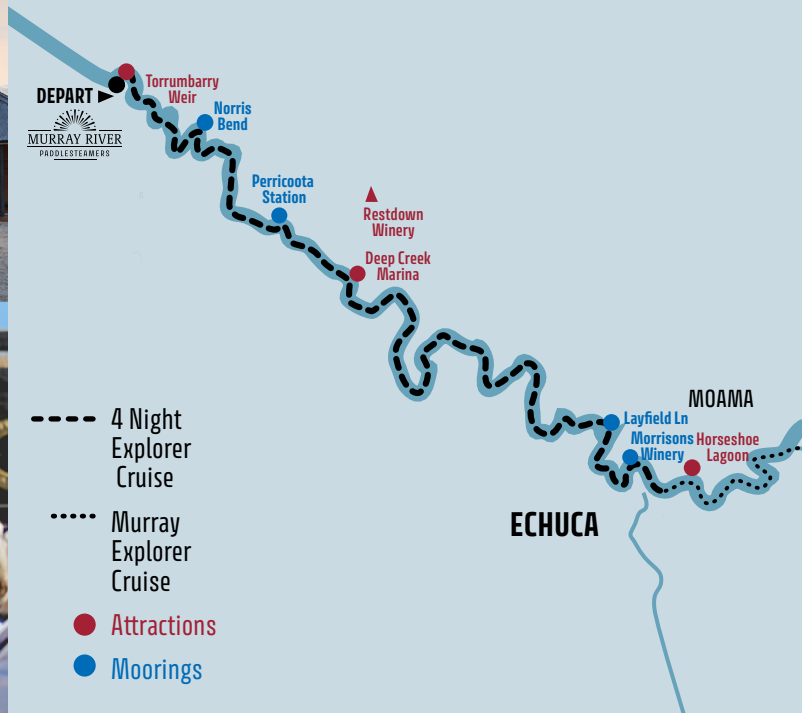 Torrumbarry
Weir
DEPART
MURRAY RIVER
PADDLESTEAMERS
Norris
Bend
Perricoota
Station
Restdown
Winery
Deep Creek
Marina
MOAMA
Layfield Ln
Morrisons
Winery
Horseshoe
Lagoon
ECHUCA
4 Night
Explorer
Cruise
Murray
Explorer
Cruise
Attractions
Moorings